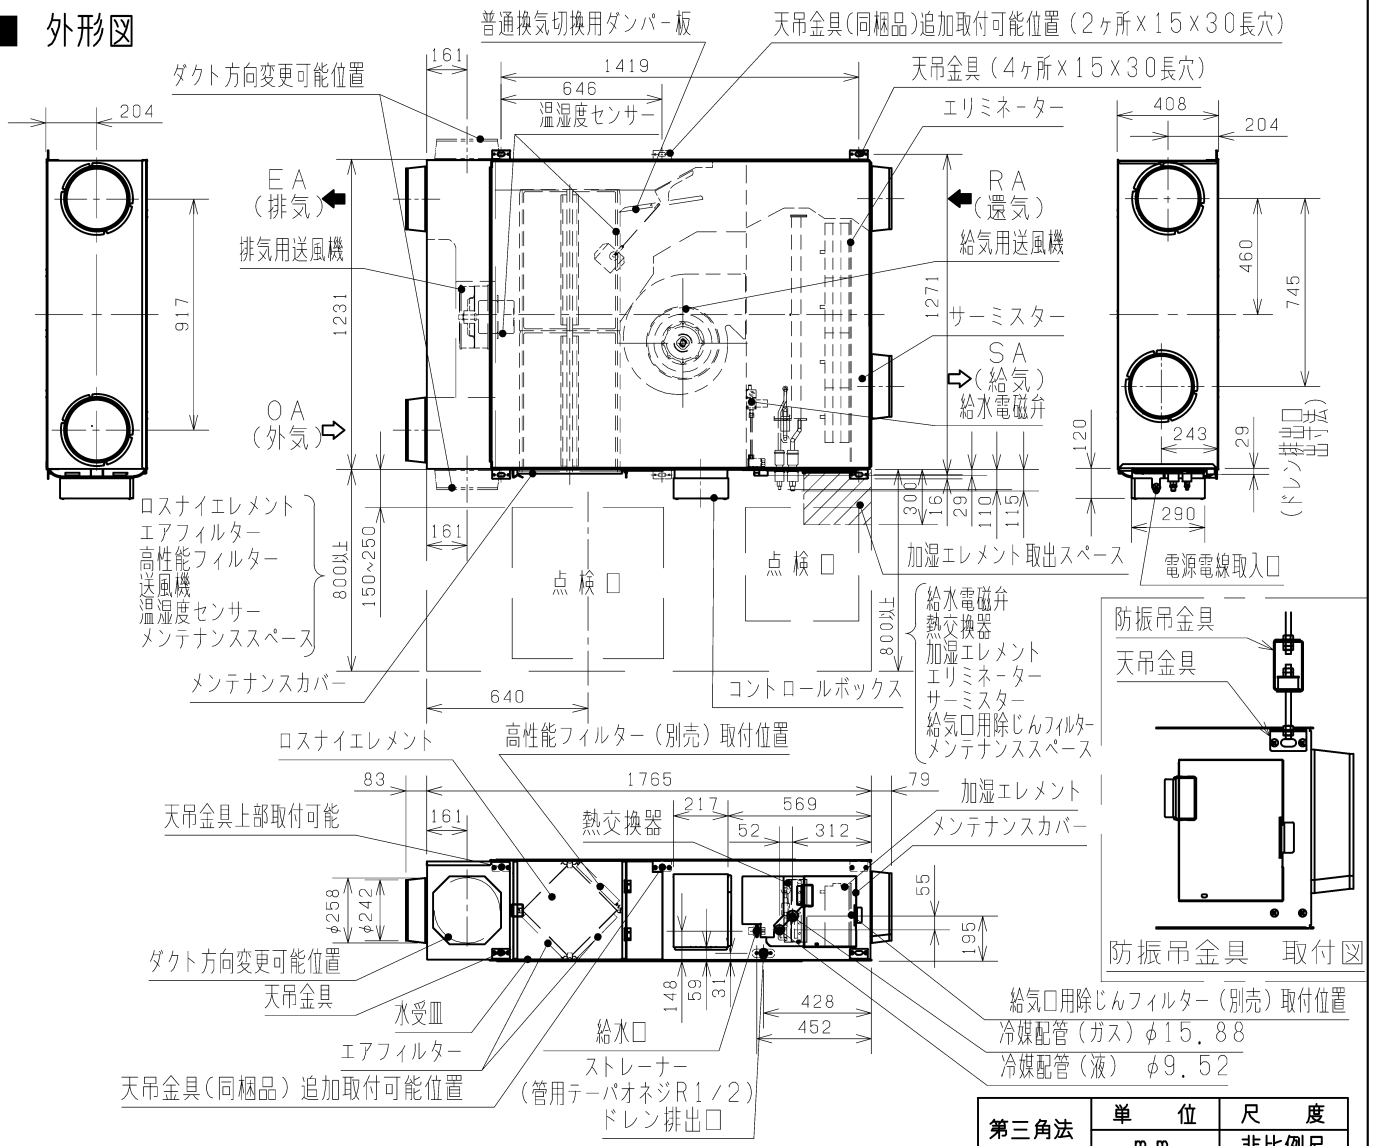 ■ 外形図
普通換気切換用ダンパー板
天吊金具(同梱品)追加取付可能位置(2ヶ所×15×30長穴)
ダクト方向変更可能位置
161
1419
天吊金具(4ヶ所×15×30長穴)
646
温湿度センサー
エリミネーター
204
408
204
EA
(排気)
RA
(還気)
排気用送風機
給気用送風機
917
1231
1271
460
745
サーミスター
SA
(給気)
給水電磁弁
OA
(外気)
120
243
29
(ドレン排出口
出寸法)
290
電源電線取入口
ロスナイエレメント
エアフィルター
高性能フィルター
送風機
温湿度センサー
メンテナンススペース
800以上
150~250
161
点検口
点検口
300
16
29
110
115
加湿エレメント取出スペース
800以上
給水電磁弁
熱交換器
加湿エレメント
エリミネーター
サーミスター
給気口用除じんフィルター
メンテナンススペース
防振吊金具
天吊金具
メンテナンスカバー
640
コントロールボックス
ロスナイエレメント
高性能フィルター(別売)取付位置
83
1765
79
天吊金具上部取付可能
161
217
569
熱交換器
52
312
加湿エレメント
メンテナンスカバー
φ258
φ242
55
195
ダクト方向変更可能位置
天吊金具
水受皿
148
59
31
428
452
給水口
エアフィルター
ストレーナー
(管用テーパオネジR1/2)
ドレン排出口
天吊金具(同梱品)追加取付可能位置
防振吊金具 取付図
給気口用除じんフィルター(別売)取付位置
冷媒配管(ガス)φ15.88
冷媒配管(液) φ9.52
第三角法
単 位
尺 度
mm
非比例尺